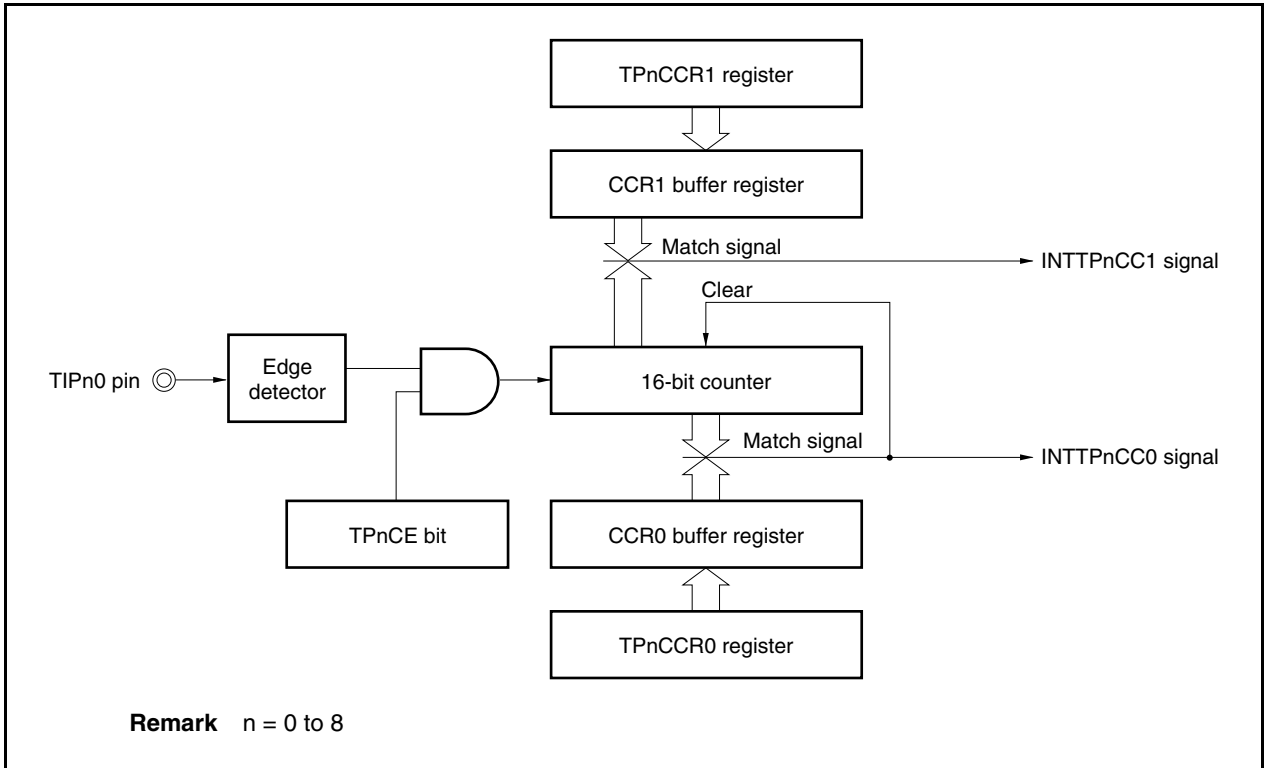 TPnCCR1 register
CCR1 buffer register
Match signal
INTTPnCC1 signal
Clear
TIPn0 pin
Edge
detector
16-bit counter
Match signal
INTTPnCC0 signal
TPnCE bit
CCR0 buffer register
TPnCCR0 register
Remark n = 0 to 8